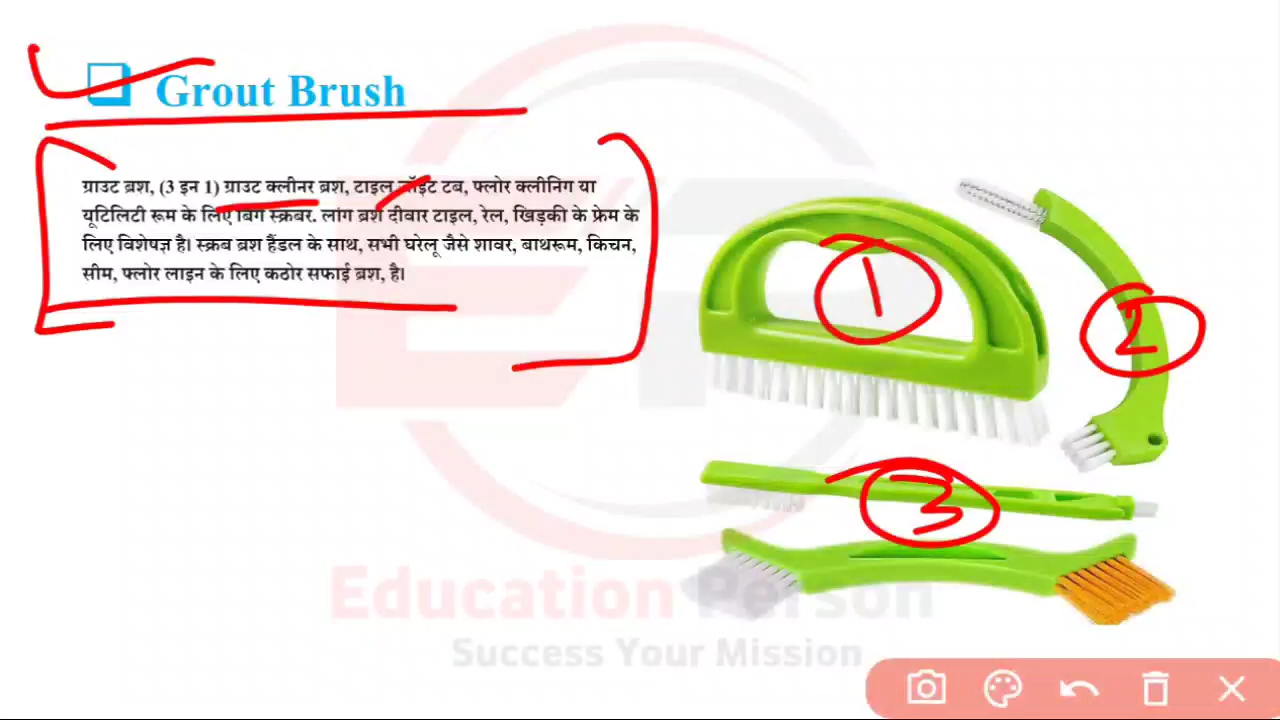 Grout Brush
ग्राउट ब्रश, (3 इन 1) ग्राउट क्लीनर ब्रश, टाइल जॉइंट टब, फ्लोर क्लीनिंग या
यूटिलिटी रूम के लिए बिग स्क्रबर. लांग ब्रश दीवार टाइल, रेल, खिड़की के फ्रेम के
लिए विशेषज्ञ है। स्क्रब ब्रश हैंडल के साथ, सभी घरेलू जैसे शावर, बाथरूम, किचन,
सीम, फ्लोर लाइन के लिए कठोर सफाई ब्रश, है।
1
2
3
Education Person
Success Your Mission